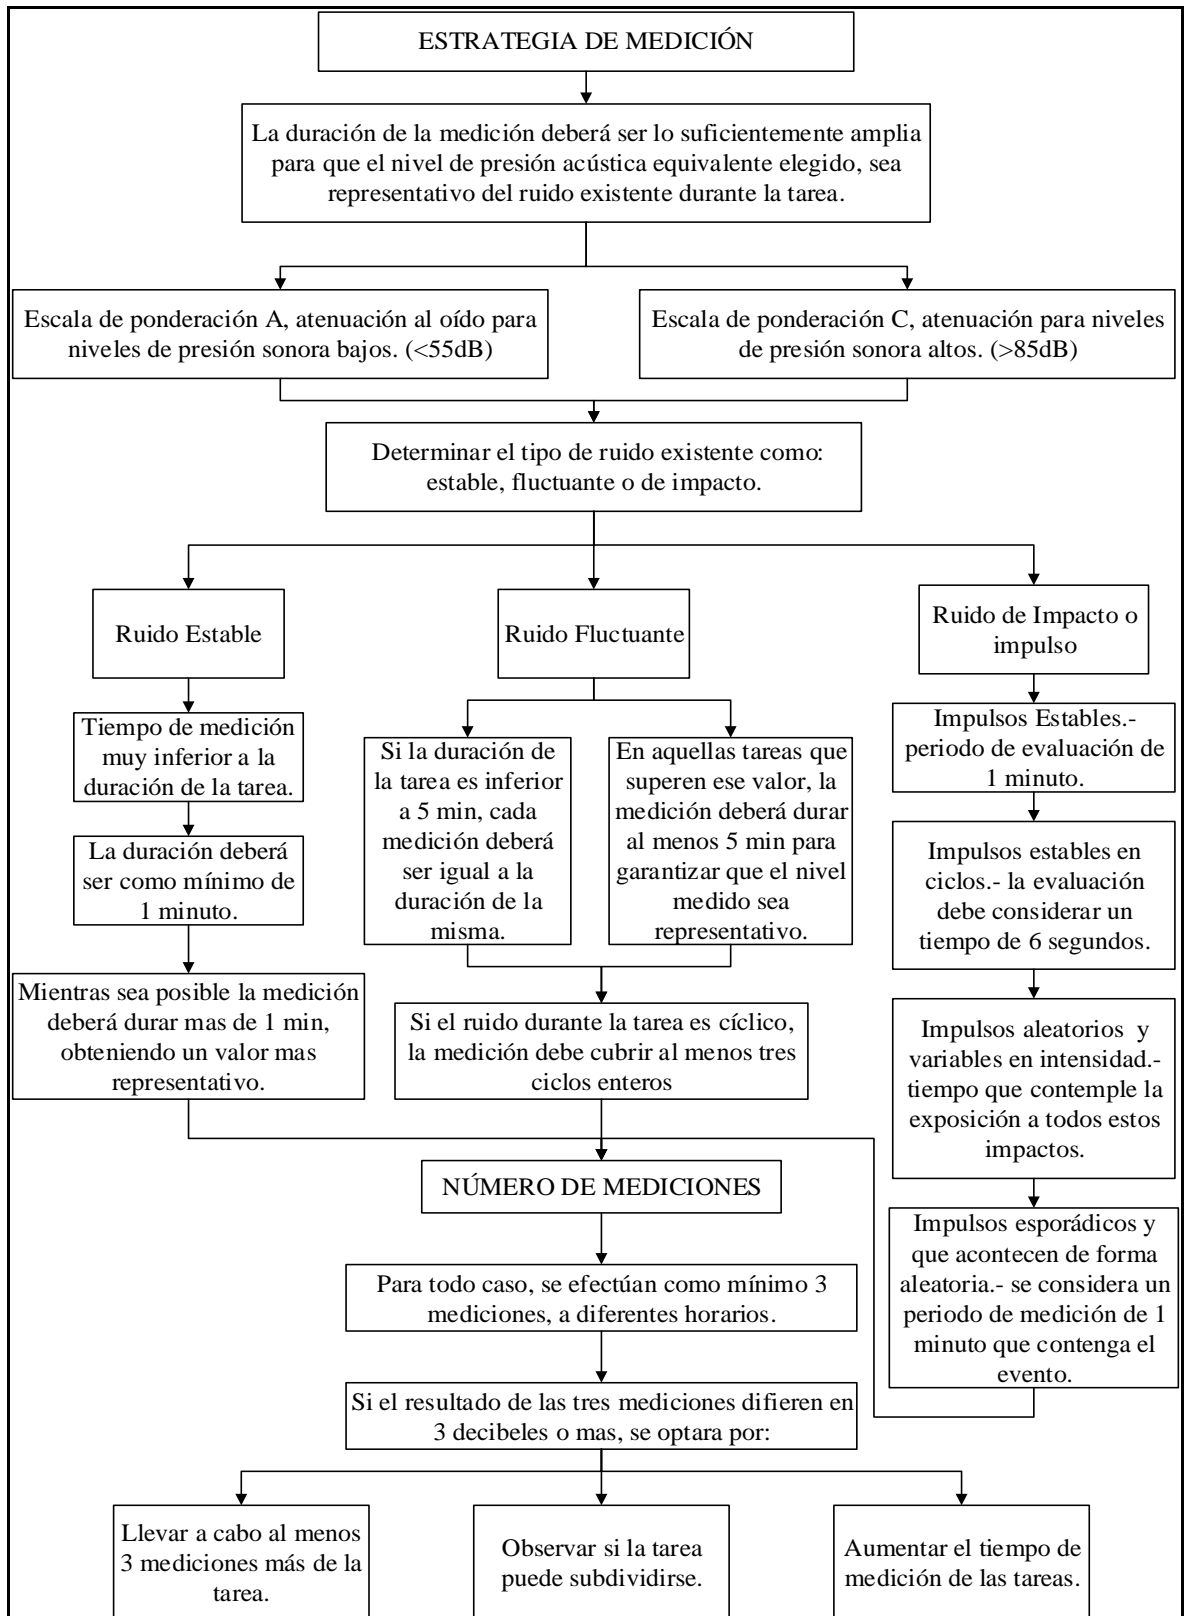 ESTRATEGIA DE MEDICIÓN
La duración de la medición deberá ser lo suficientemente amplia
para que el nivel de presión acústica equivalente elegido, sea
representativo del ruido existente durante la tarea.
Escala de ponderación A, atenuación al oído para
niveles de presión sonora bajos. (<55dB)
Escala de ponderación C, atenuación para niveles
de presión sonora altos. (>85dB)
Determinar el tipo de ruido existente como:
estable, fluctuante o de impacto.
Ruido Estable
Tiempo de medición
muy inferior a la
duración de la tarea.
La duración deberá
ser como mínimo de
1 minuto.
Mientras sea posible la medición
deberá durar mas de 1 min,
obteniendo un valor mas
representativo.
Ruido Fluctuante
Si la duración de
la tarea es inferior
a 5 min, cada
medición deberá
ser igual a la
duración de la
misma.
En aquellas tareas que
superen ese valor, la
medición deberá durar
al menos 5 min para
garantizar que el nivel
medido sea
representativo.
Si el ruido durante la tarea es cíclico,
la medición debe cubrir al menos tres
ciclos enteros
Ruido de Impacto o
impulso
Impulsos Estables.-
periodo de evaluación de
1 minuto.
Impulsos estables en
ciclos.- la evaluación
debe considerar un
tiempo de 6 segundos.
Impulsos aleatorios y
variables en intensidad.-
tiempo que contemple la
exposición a todos estos
impactos.
Impulsos esporádicos y
que acontecen de forma
aleatoria.- se considera un
periodo de medición de 1
minuto que contenga el
evento.
NÚMERO DE MEDICIONES
Para todo caso, se efectúan como mínimo 3
mediciones, a diferentes horarios.
Si el resultado de las tres mediciones difieren en
3 decibeles o mas, se optara por:
Llevar a cabo al menos
3 mediciones más de la
tarea.
Observar si la tarea
puede subdividirse.
Aumentar el tiempo de
medición de las tareas.